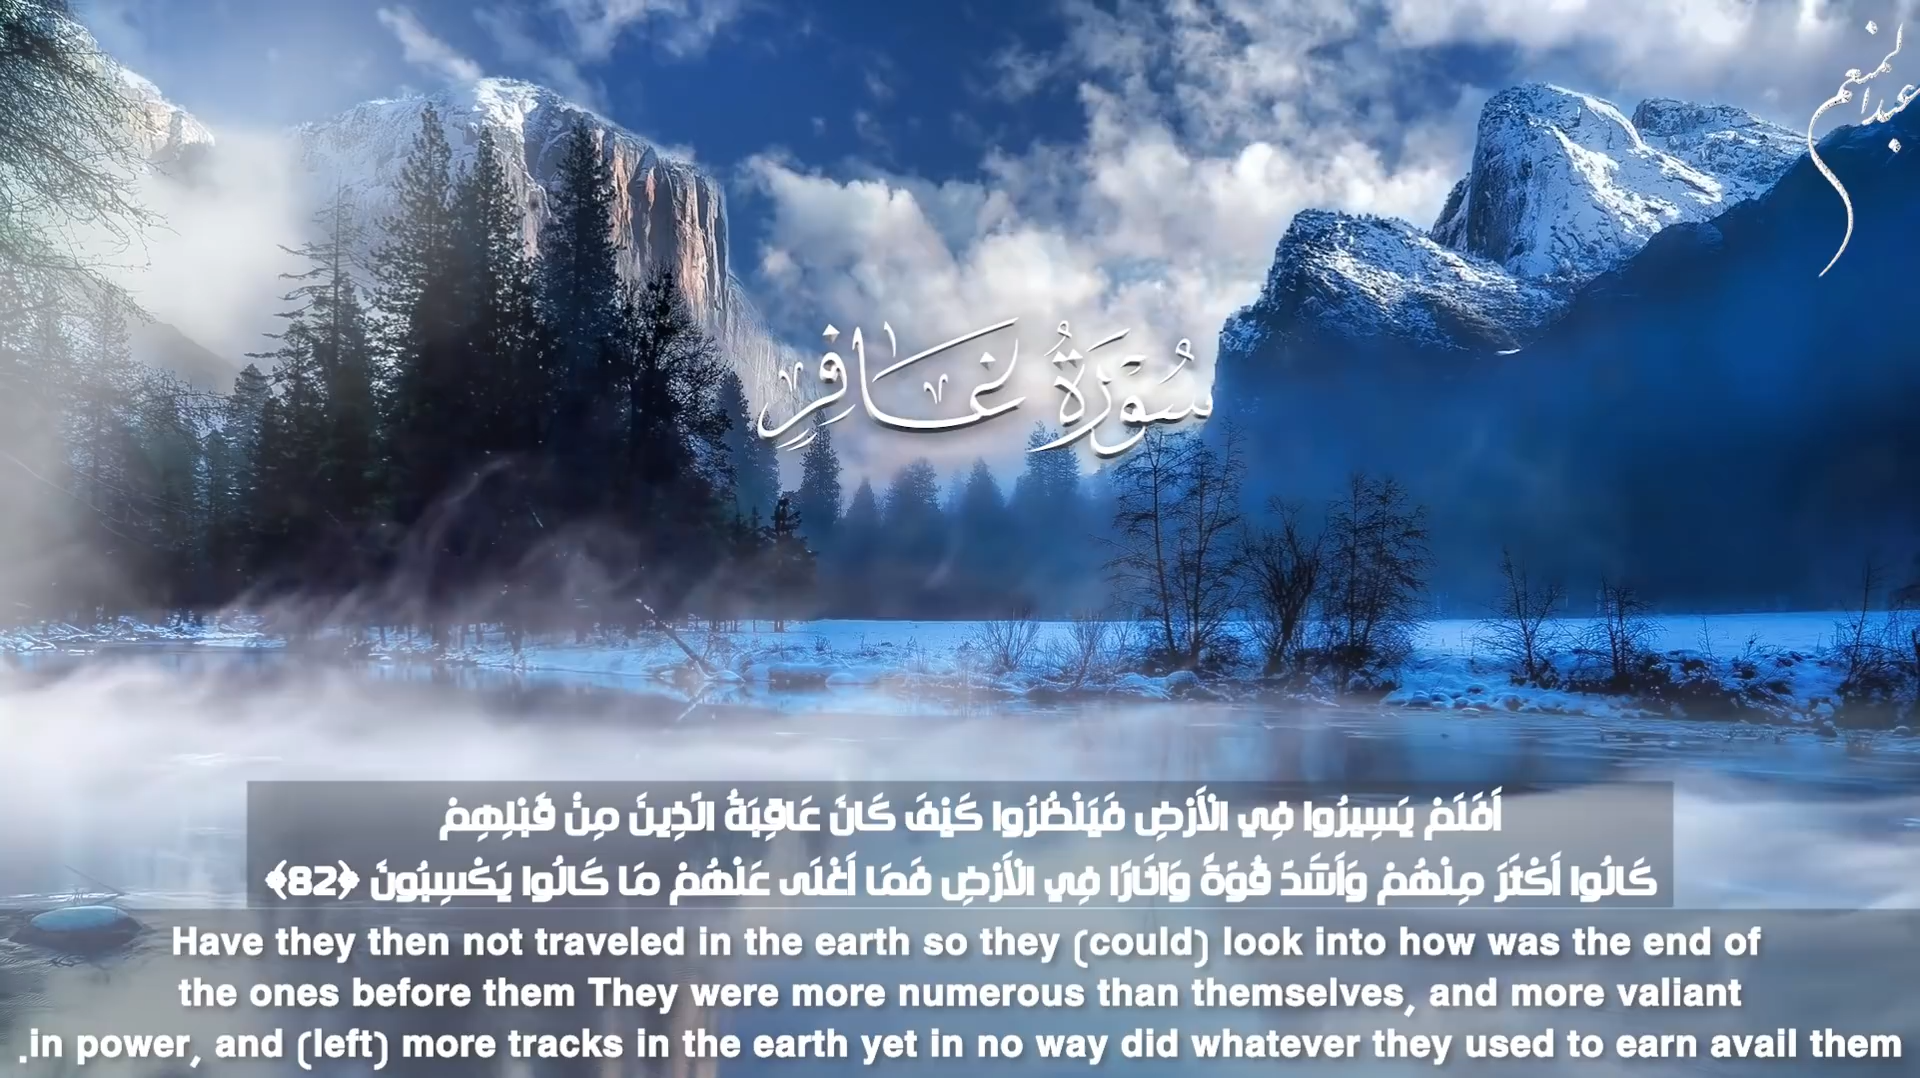 عبدالمنعم
سُوْرَةُ غَافِرِ
أَفَلَمْ يَسِيرُوا فِي الْأَرْضِ فَيَنْظُرُوا كَيْفَ كَانَ عَاقِبَةُ الَّذِينَ مِنْ قَبْلِهِمْ
كَانُوا أَكْثَرَ مِنْهُمْ وَأَشَدَّ قُوَّةً وَآثَارًا فِي الْأَرْضِ فَمَا أَغْنَى عَنْهُمْ مَا كَانُوا يَكْسِبُونَ ﴿82﴾
Have they then not traveled in the earth so they (could) look into how was the end of
the ones before them They were more numerous than themselves, and more valiant
.in power, and (left) more tracks in the earth yet in no way did whatever they used to earn avail them